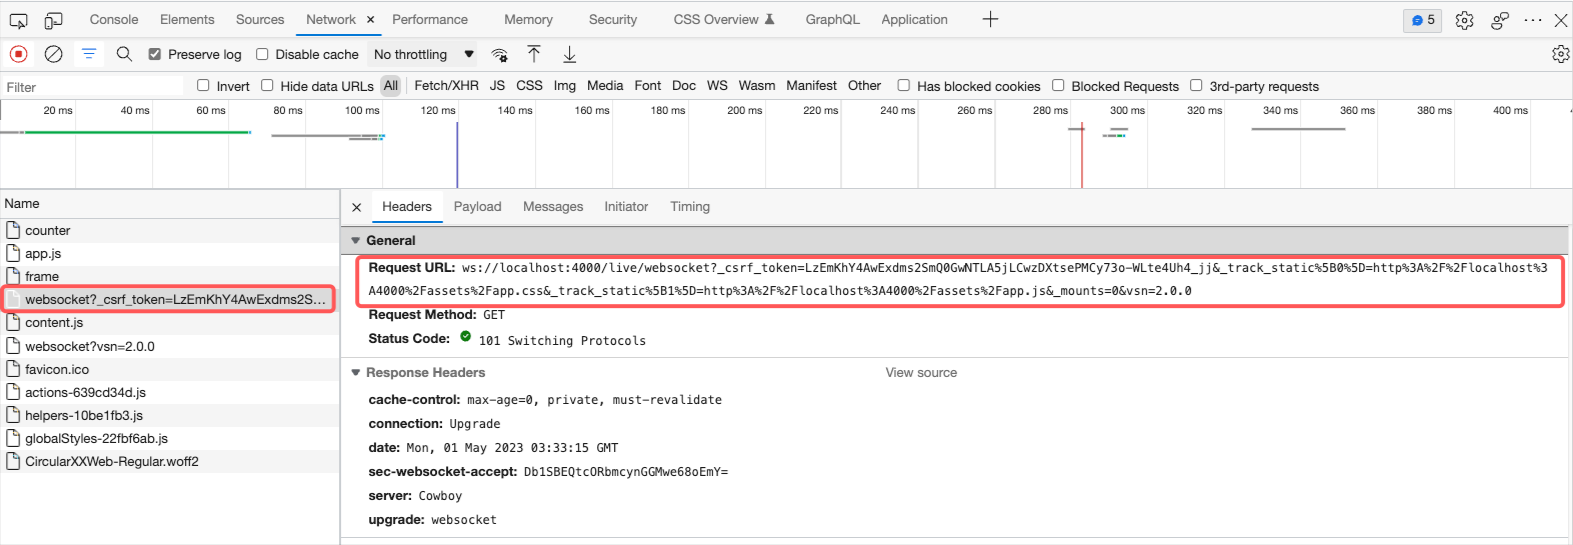 Console Elements Sources Network × Performance Memory Security CSS Overview GraphQL Application + 5 ···
Preserve log Disable cache No throttling
Filter Invert Hide data URLs All Fetch/XHR JS CSS Img Media Font Doc WS Wasm Manifest Other Has blocked cookies Blocked Requests 3rd-party requests
20 ms 40 ms 60 ms 80 ms 100 ms 120 ms 140 ms 160 ms 180 ms 200 ms 220 ms 240 ms 260 ms 280 ms 300 ms 320 ms 340 ms 360 ms 380 ms 400 ms 4
Name
counter
app.js
frame
websocket?_csrf_token=LzEmKhY4AwExdms2S...
content.js
websocket?vsn=2.0.0
favicon.ico
actions-639cd34d.js
helpers-10be1fb3.js
globalStyles-22fbf6ab.js
CircularXXWeb-Regular.woff2
× Headers Payload Messages Initiator Timing
General
Request URL: ws://localhost:4000/live/websocket?_csrf_token=LzEmKhY4AwExdms2SmQ0GwNTLA5jLCwzDXtsePMCy73o-WLte4Uh4_jj&_track_static%5B0%5D=http%3A%2F%2Flocalhost%3
A4000%2Fassets%2Fapp.css&_track_static%5B1%5D=http%3A%2F%2Flocalhost%3A4000%2Fassets%2Fapp.js&_mounts=0&vsn=2.0.0
Request Method: GET
Status Code: 101 Switching Protocols
Response Headers View source
cache-control: max-age=0, private, must-revalidate
connection: Upgrade
date: Mon, 01 May 2023 03:33:15 GMT
sec-websocket-accept: Db1SBEQtcORbmcynGGMwe68oEmY=
server: Cowboy
upgrade: websocket